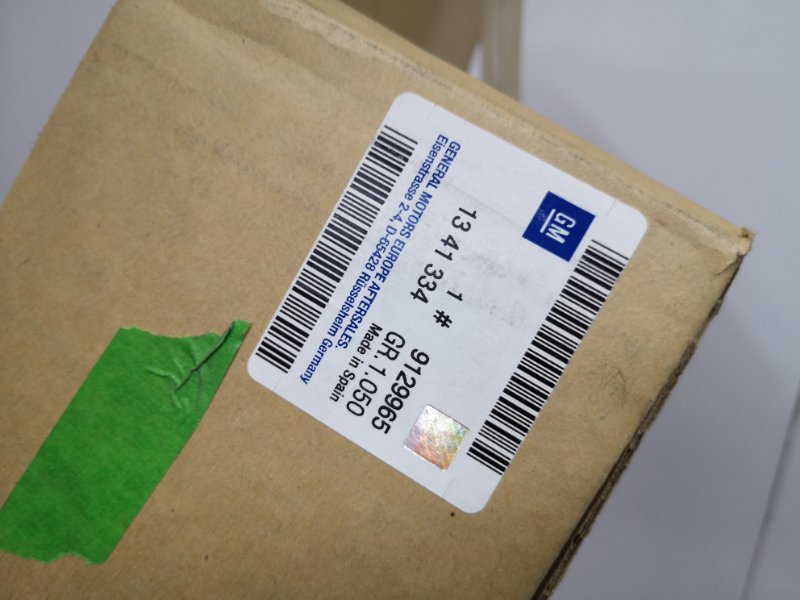 GM
13 41 334 1 # 9129965
GR.1,050
Made in Spain
GENERAL MOTORS EUROPE AFTERSALES,
Eisenstrasse 2-4, D-65428 Rüsselsheim Germany